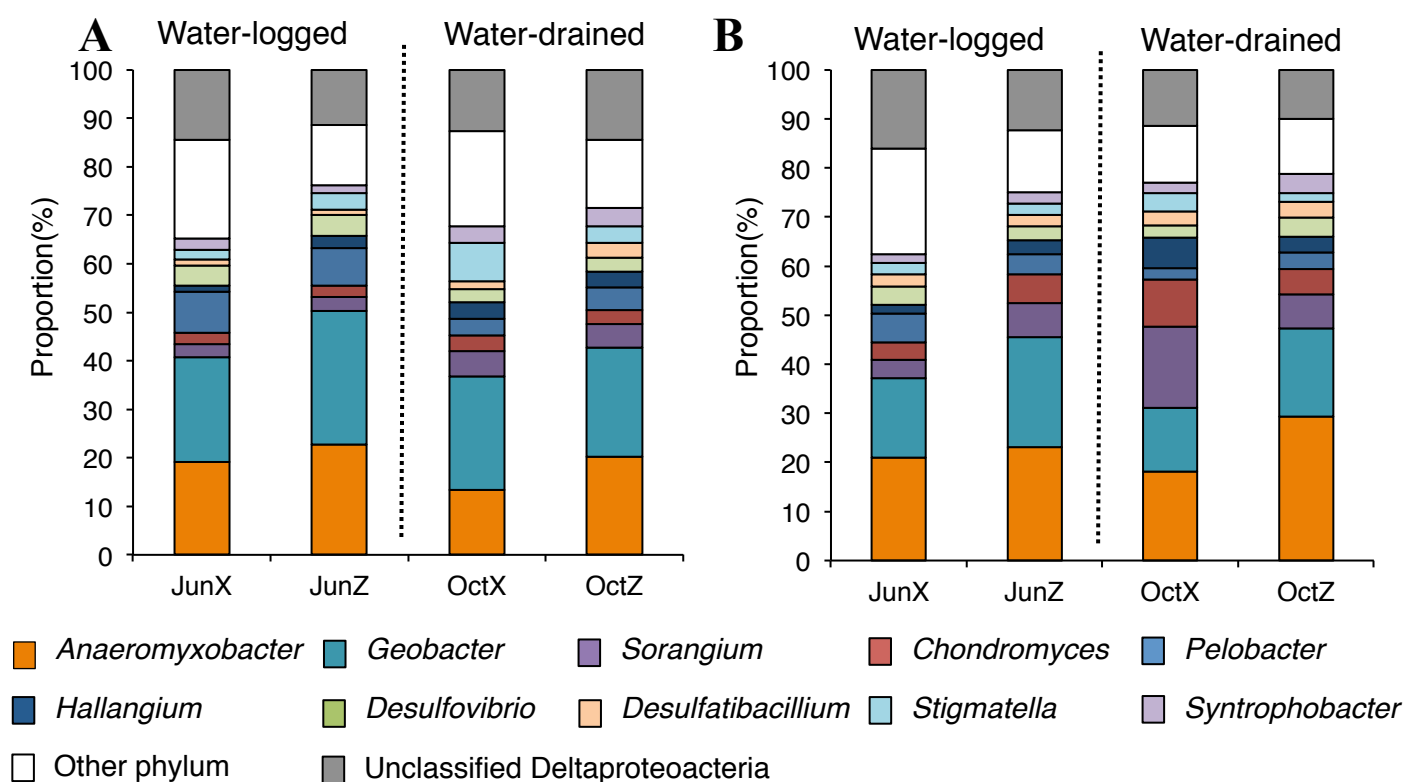 A Water-logged Water-drained
Proportion(%)
100
90
80
70
60
50
40
30
20
10
0
JunX JunZ OctX OctZ
B Water-logged Water-drained
Proportion(%)
100
90
80
70
60
50
40
30
20
10
0
JunX JunZ OctX OctZ
Anaeromyxobacter Geobacter Sorangium Chondromyces Pelobacter
Hallangium Desulfovibrio Desulfatibacillium Stigmatella Syntrophobacter
Other phylum Unclassified Deltaproteoacteria